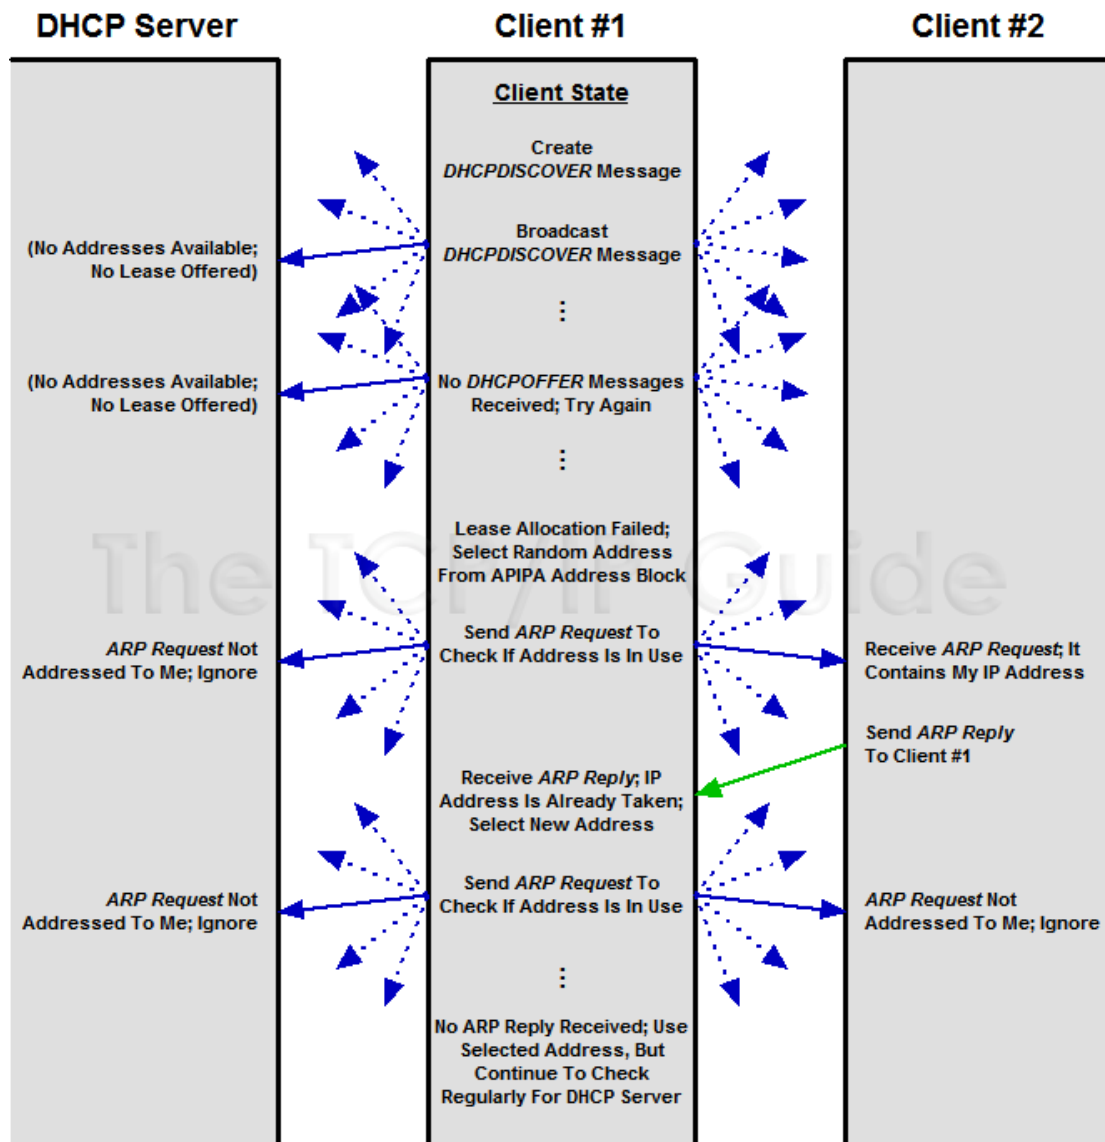 DHCP Server
Client #1
Client #2
Client State
Create
DHCPDISCOVER Message
Broadcast
DHCPDISCOVER Message
(No Addresses Available;
No Lease Offered)
⋮
No DHCPOFFER Messages
Received; Try Again
(No Addresses Available;
No Lease Offered)
⋮
Lease Allocation Failed;
Select Random Address
From APIPA Address Block
The TCP/IP Guide
Send ARP Request To
Check If Address Is In Use
ARP Request Not
Addressed To Me; Ignore
Receive ARP Request; It
Contains My IP Address
Send ARP Reply
To Client #1
Receive ARP Reply; IP
Address Is Already Taken;
Select New Address
Send ARP Request To
Check If Address Is In Use
ARP Request Not
Addressed To Me; Ignore
ARP Request Not
Addressed To Me; Ignore
⋮
No ARP Reply Received; Use
Selected Address, But
Continue To Check
Regularly For DHCP Server